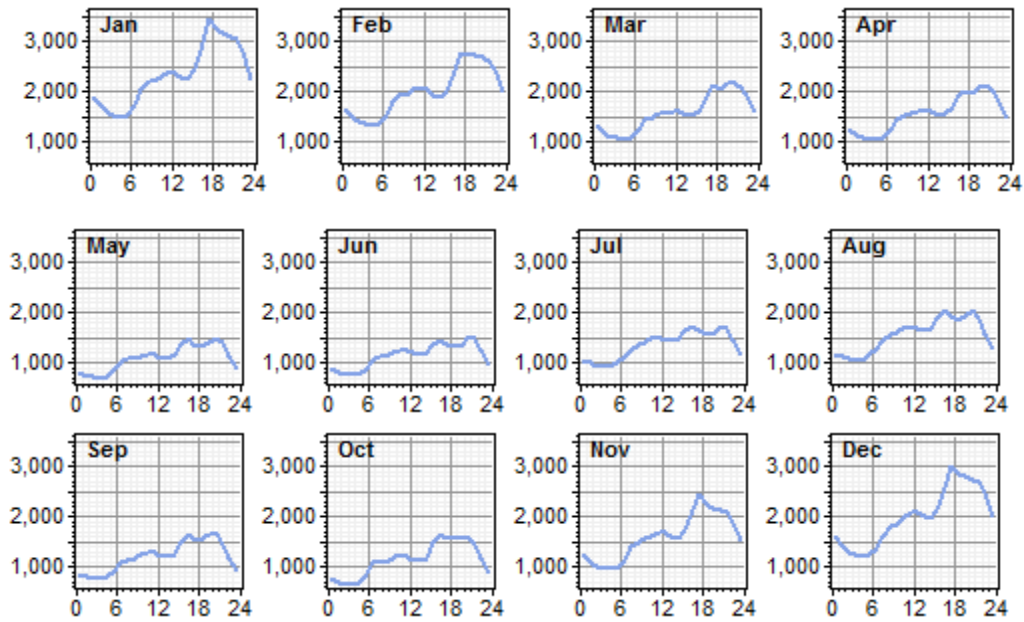 Jan Feb Mar Apr
3,000 3,000 3,000 3,000
2,000 2,000 2,000 2,000
1,000 1,000 1,000 1,000
0 6 12 18 24 0 6 12 18 24 0 6 12 18 24 0 6 12 18 24
May Jun Jul Aug
3,000 3,000 3,000 3,000
2,000 2,000 2,000 2,000
1,000 1,000 1,000 1,000
0 6 12 18 24 0 6 12 18 24 0 6 12 18 24 0 6 12 18 24
Sep Oct Nov Dec
3,000 3,000 3,000 3,000
2,000 2,000 2,000 2,000
1,000 1,000 1,000 1,000
0 6 12 18 24 0 6 12 18 24 0 6 12 18 24 0 6 12 18 24